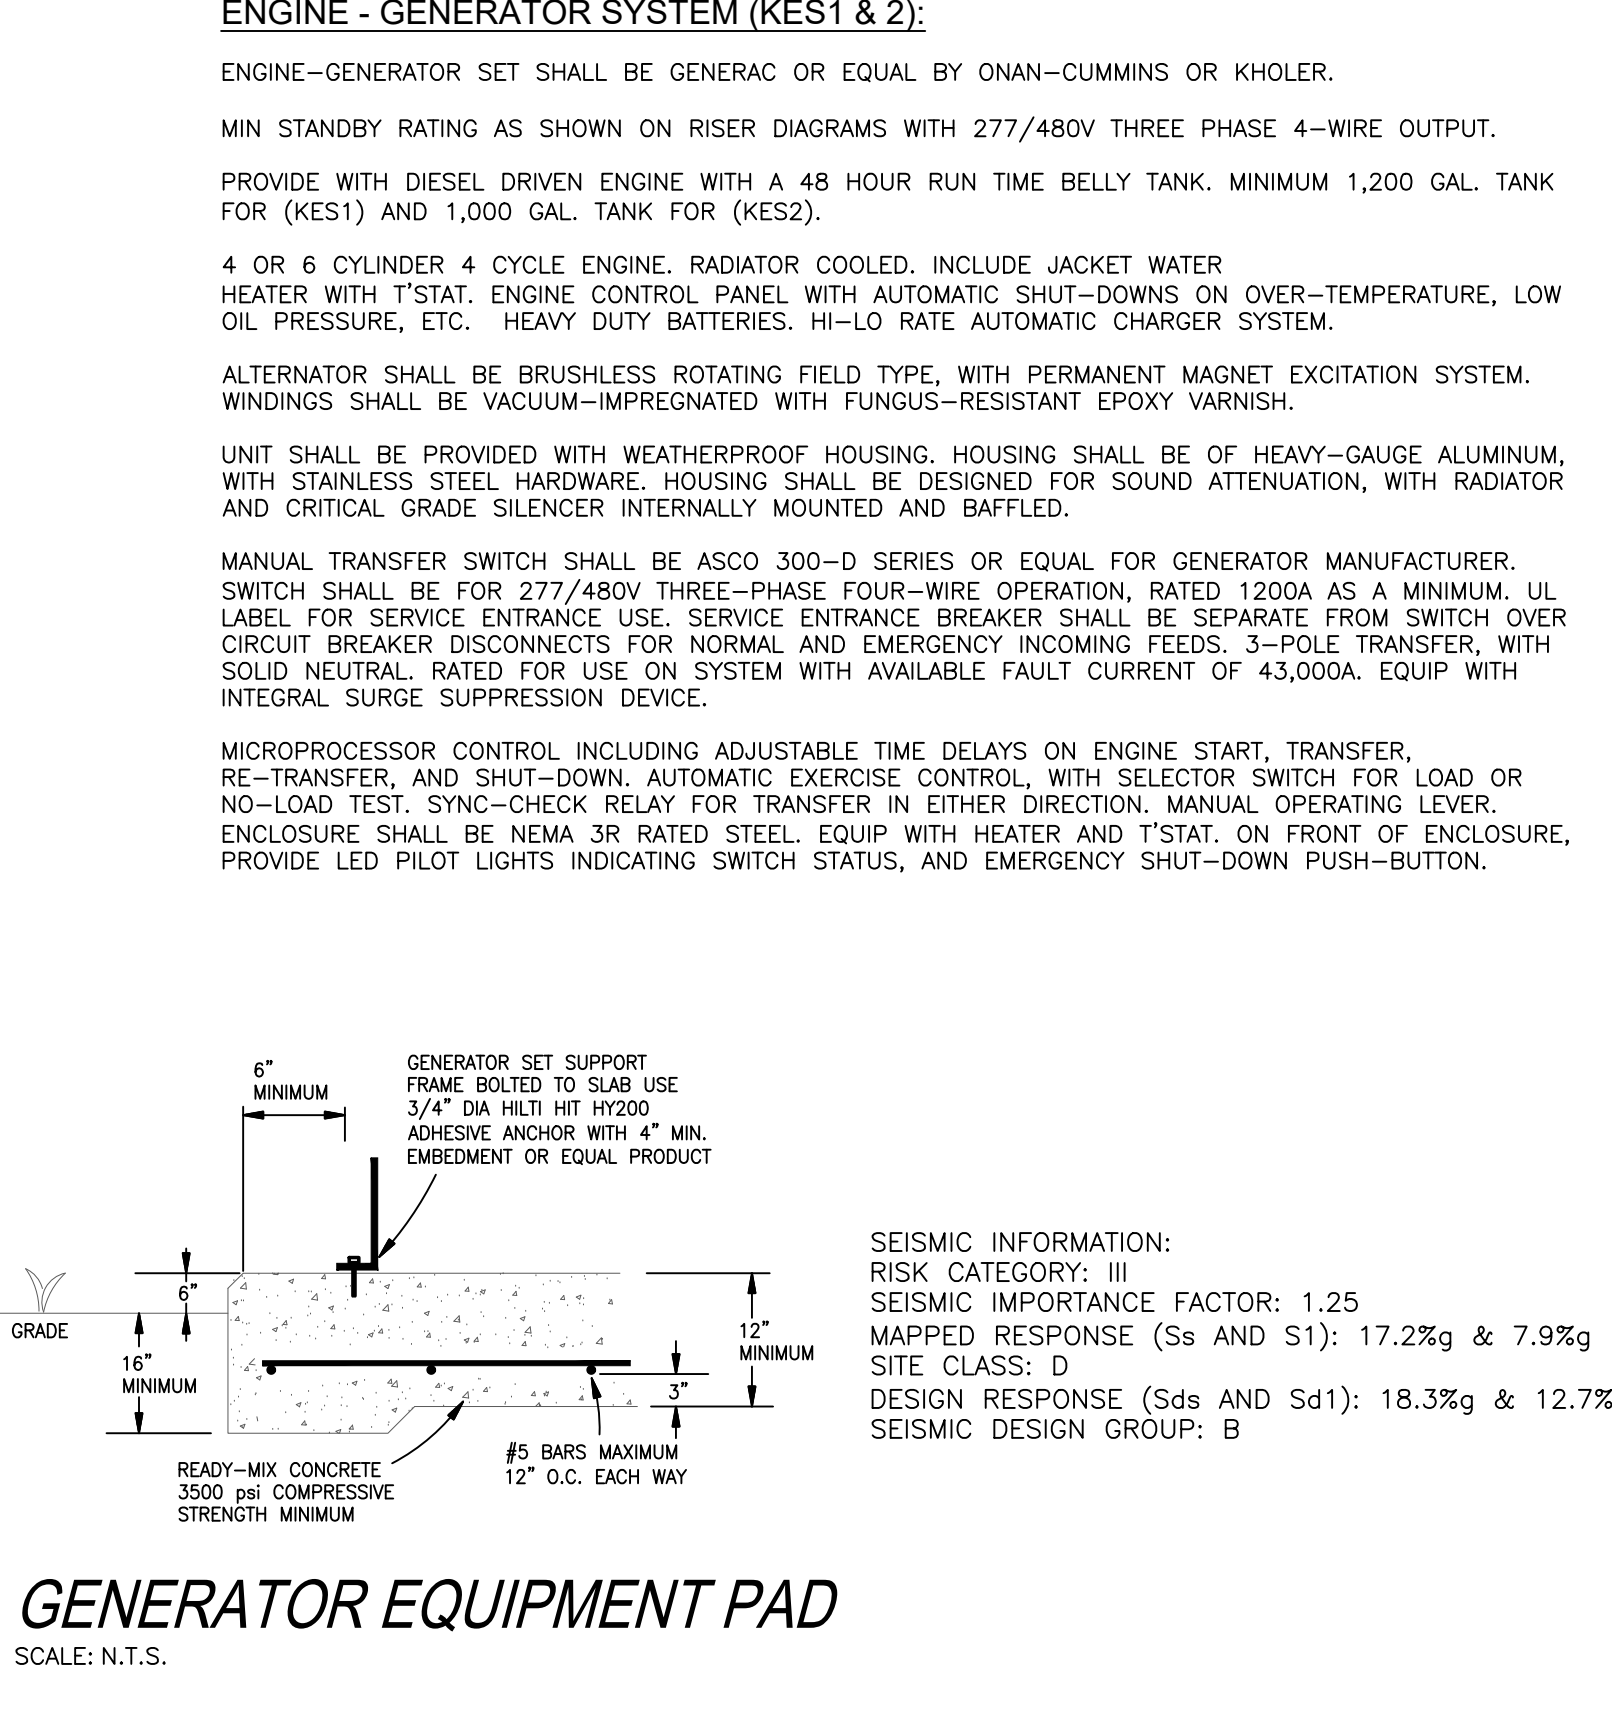 ENGINE - GENERATOR SYSTEM (KES1 & 2):
ENGINE–GENERATOR SET SHALL BE GENERAC OR EQUAL BY ONAN–CUMMINS OR KHOLER.
MIN STANDBY RATING AS SHOWN ON RISER DIAGRAMS WITH 277/480V THREE PHASE 4–WIRE OUTPUT.
PROVIDE WITH DIESEL DRIVEN ENGINE WITH A 48 HOUR RUN TIME BELLY TANK. MINIMUM 1,200 GAL. TANK
FOR (KES1) AND 1,000 GAL. TANK FOR (KES2).
4 OR 6 CYLINDER 4 CYCLE ENGINE. RADIATOR COOLED. INCLUDE JACKET WATER
HEATER WITH T'STAT. ENGINE CONTROL PANEL WITH AUTOMATIC SHUT–DOWNS ON OVER–TEMPERATURE, LOW
OIL PRESSURE, ETC. HEAVY DUTY BATTERIES. HI–LO RATE AUTOMATIC CHARGER SYSTEM.
ALTERNATOR SHALL BE BRUSHLESS ROTATING FIELD TYPE, WITH PERMANENT MAGNET EXCITATION SYSTEM.
WINDINGS SHALL BE VACUUM–IMPREGNATED WITH FUNGUS–RESISTANT EPOXY VARNISH.
UNIT SHALL BE PROVIDED WITH WEATHERPROOF HOUSING. HOUSING SHALL BE OF HEAVY–GAUGE ALUMINUM,
WITH STAINLESS STEEL HARDWARE. HOUSING SHALL BE DESIGNED FOR SOUND ATTENUATION, WITH RADIATOR
AND CRITICAL GRADE SILENCER INTERNALLY MOUNTED AND BAFFLED.
MANUAL TRANSFER SWITCH SHALL BE ASCO 300–D SERIES OR EQUAL FOR GENERATOR MANUFACTURER.
SWITCH SHALL BE FOR 277/480V THREE–PHASE FOUR–WIRE OPERATION, RATED 1200A AS A MINIMUM. UL
LABEL FOR SERVICE ENTRANCE USE. SERVICE ENTRANCE BREAKER SHALL BE SEPARATE FROM SWITCH OVER
CIRCUIT BREAKER DISCONNECTS FOR NORMAL AND EMERGENCY INCOMING FEEDS. 3–POLE TRANSFER, WITH
SOLID NEUTRAL. RATED FOR USE ON SYSTEM WITH AVAILABLE FAULT CURRENT OF 43,000A. EQUIP WITH
INTEGRAL SURGE SUPPRESSION DEVICE.
MICROPROCESSOR CONTROL INCLUDING ADJUSTABLE TIME DELAYS ON ENGINE START, TRANSFER,
RE–TRANSFER, AND SHUT–DOWN. AUTOMATIC EXERCISE CONTROL, WITH SELECTOR SWITCH FOR LOAD OR
NO–LOAD TEST. SYNC–CHECK RELAY FOR TRANSFER IN EITHER DIRECTION. MANUAL OPERATING LEVER.
ENCLOSURE SHALL BE NEMA 3R RATED STEEL. EQUIP WITH HEATER AND T'STAT. ON FRONT OF ENCLOSURE,
PROVIDE LED PILOT LIGHTS INDICATING SWITCH STATUS, AND EMERGENCY SHUT–DOWN PUSH–BUTTON.
6"
MINIMUM
GENERATOR SET SUPPORT
FRAME BOLTED TO SLAB USE
3/4" DIA HILTI HIT HY200
ADHESIVE ANCHOR WITH 4" MIN.
EMBEDMENT OR EQUAL PRODUCT
6"
GRADE
16"
MINIMUM
12"
MINIMUM
3"
#5 BARS MAXIMUM
12" O.C. EACH WAY
READY–MIX CONCRETE
3500 psi COMPRESSIVE
STRENGTH MINIMUM
SEISMIC INFORMATION:
RISK CATEGORY: III
SEISMIC IMPORTANCE FACTOR: 1.25
MAPPED RESPONSE (Ss AND S1): 17.2%g & 7.9%g
SITE CLASS: D
DESIGN RESPONSE (Sds AND Sd1): 18.3%g & 12.7%
SEISMIC DESIGN GROUP: B
GENERATOR EQUIPMENT PAD
SCALE: N.T.S.